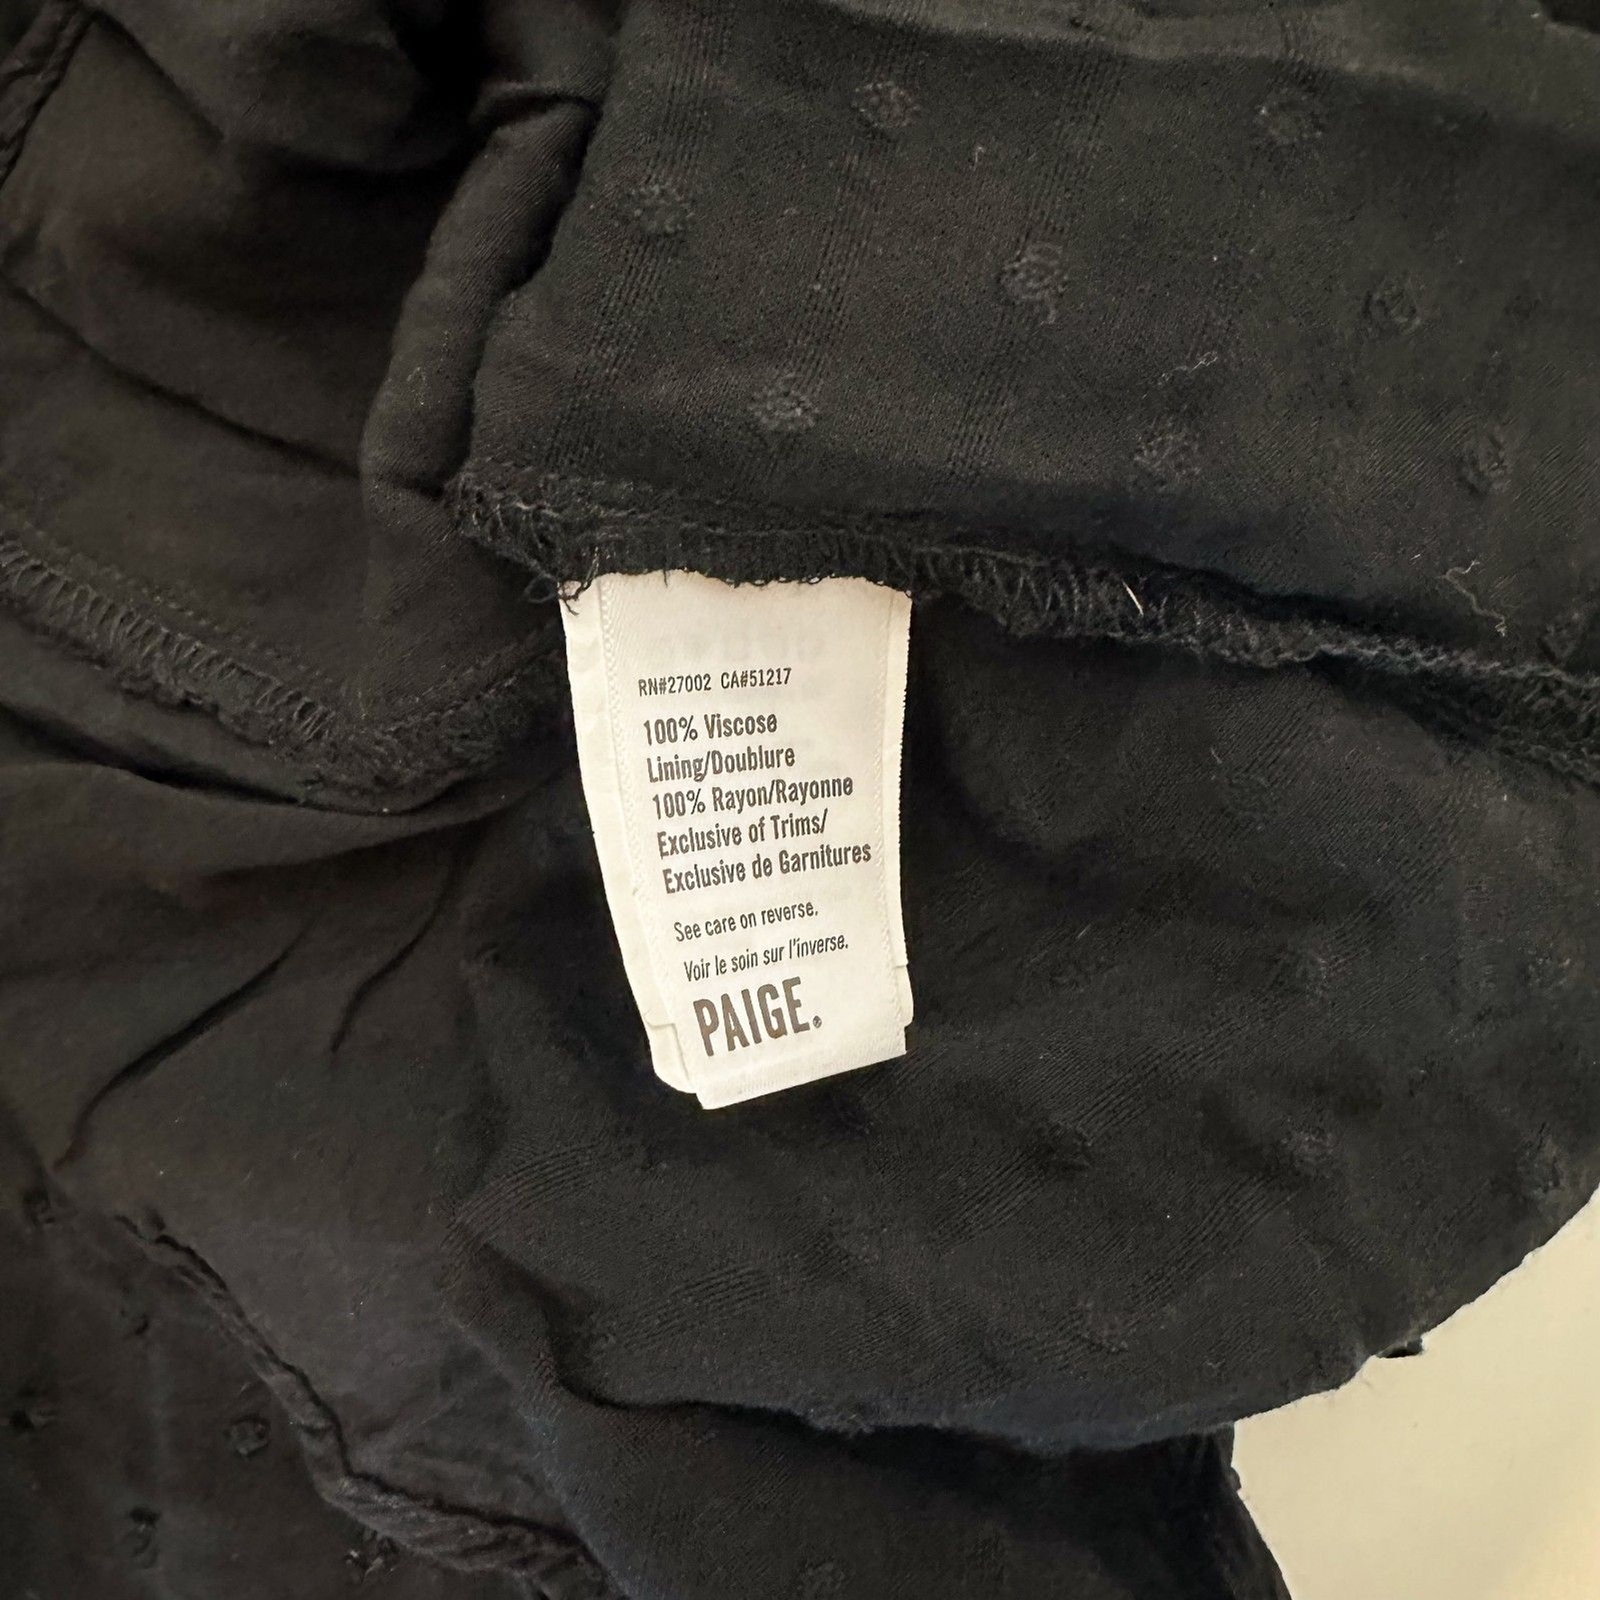 RN#27002 CA#51217
100% Viscose
Lining/Doublure
100% Rayon/Rayonne
Exclusive of Trims/
Exclusive de Garnitures
See care on reverse.
Voir le soin sur l'inverse.
PAIGE.®